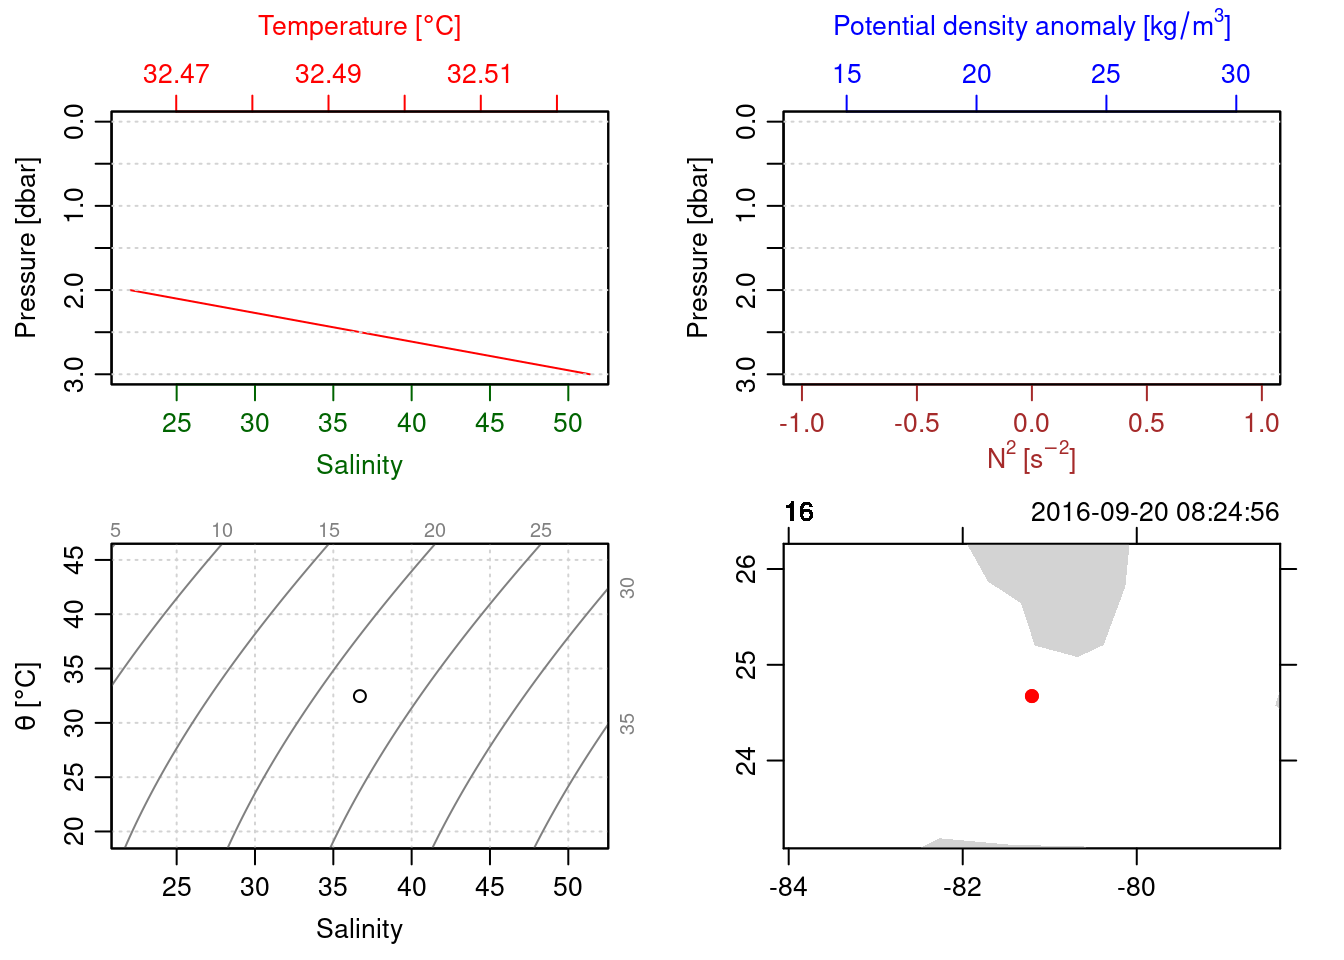 Temperature [°C]
32.47 32.49 32.51
Pressure [dbar]
0.0 1.0 2.0 3.0
25 30 35 40 45 50
Salinity
Potential density anomaly [kg/m³]
15 20 25 30
Pressure [dbar]
0.0 1.0 2.0 3.0
-1.0 -0.5 0.0 0.5 1.0
N² [s⁻²]
5 10 15 20 25
30
35
θ [°C]
45 40 35 30 25 20
25 30 35 40 45 50
Salinity
2016-09-20 08:24:56
26 25 24
-84 -82 -80